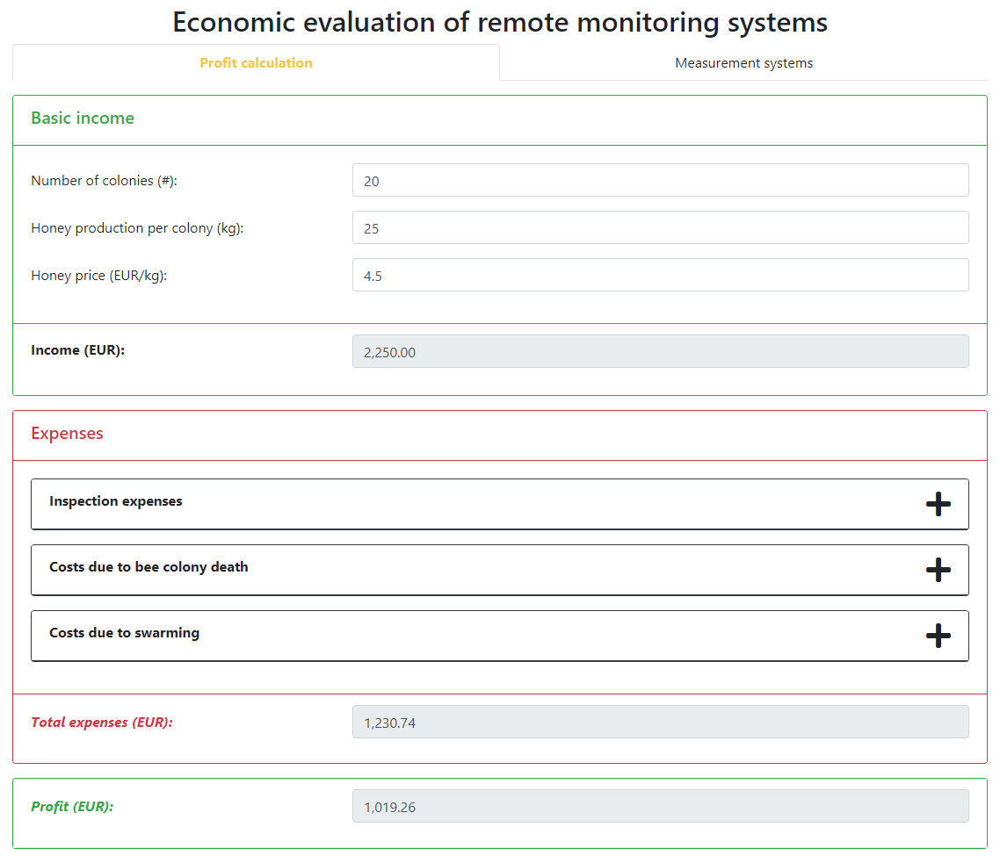 Economic evaluation of remote monitoring systems
Profit calculation
Measurement systems
Basic income
Number of colonies (#): 20
Honey production per colony (kg): 25
Honey price (EUR/kg): 4.5
Income (EUR): 2,250.00
Expenses
Inspection expenses
Costs due to bee colony death
Costs due to swarming
Total expenses (EUR): 1,230.74
Profit (EUR): 1,019.26